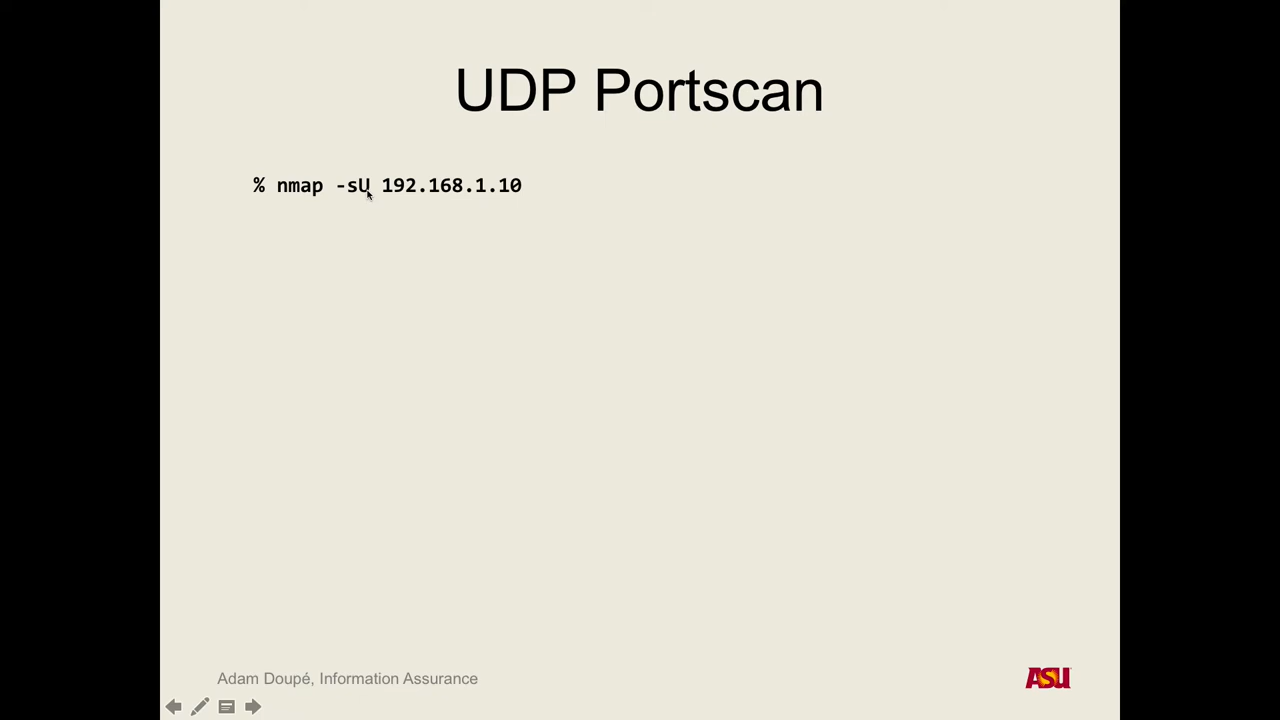 UDP Portscan
% nmap -sU 192.168.1.10
Adam Doupé, Information Assurance
ASU